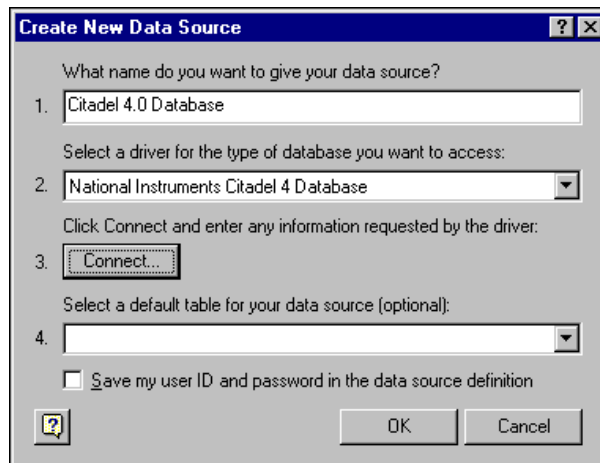 Create New Data Source
What name do you want to give your data source?
1. Citadel 4.0 Database
Select a driver for the type of database you want to access:
2. National Instruments Citadel 4 Database
Click Connect and enter any information requested by the driver:
3. Connect...
Select a default table for your data source (optional):
4.
Save my user ID and password in the data source definition
OK Cancel